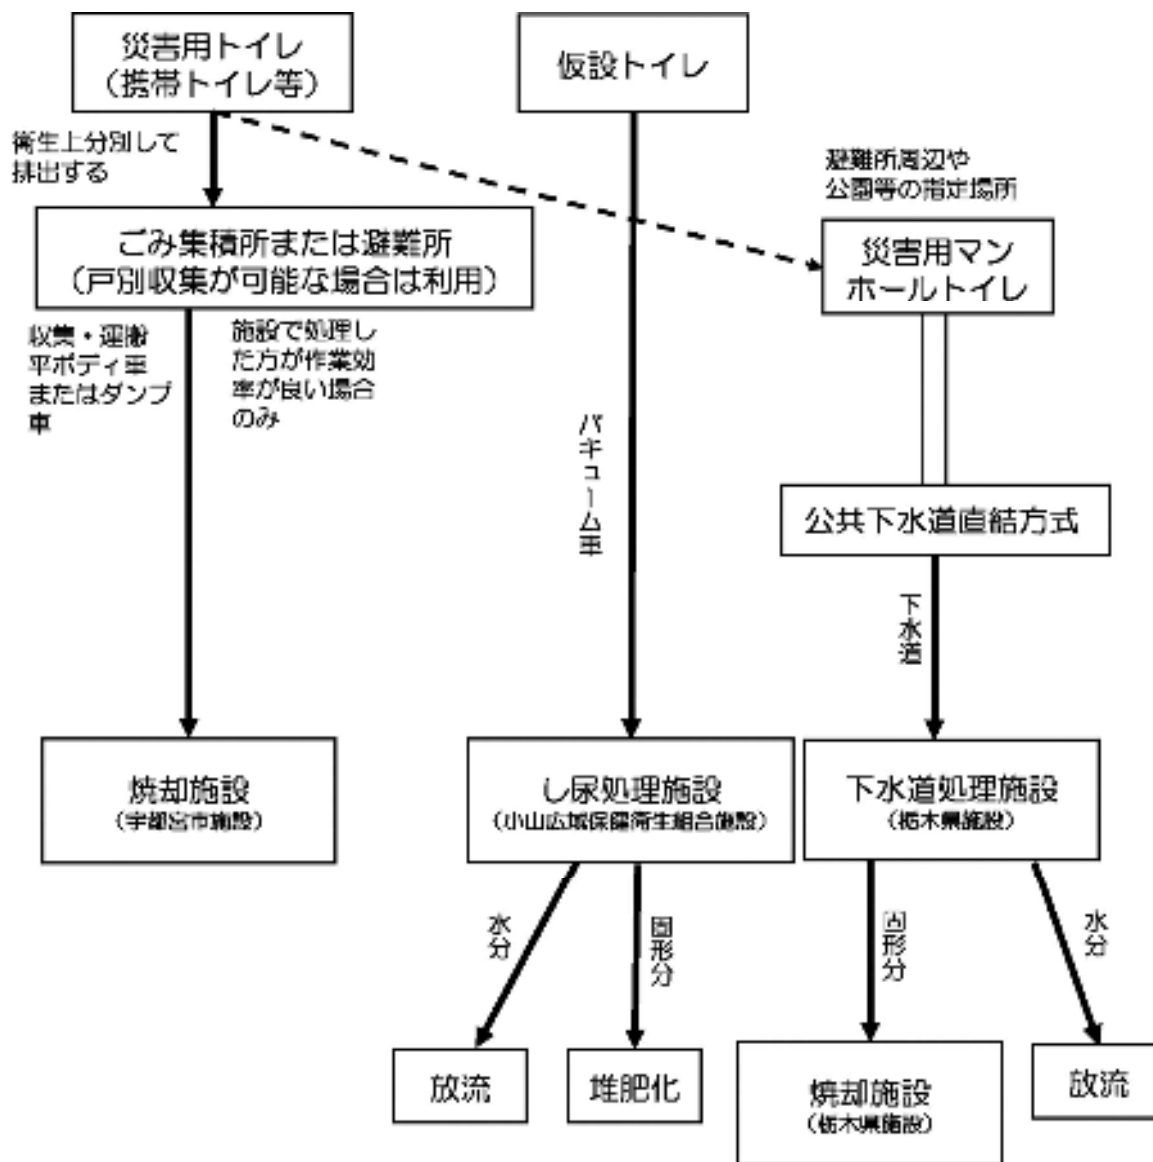 災害用トイレ
（携帯トイレ等）
仮設トイレ
衛生上分別して
排出する
避難所周辺や
公園等の指定場所
ごみ集積所または避難所
（戸別収集が可能な場合は利用）
災害用マン
ホールトイレ
収集・運搬
平ボディ車
またはダンプ
車
施設で処理し
た方が作業効
率が良い場合
のみ
バキューム車
公共下水道直結方式
下水道
焼却施設
（宇都宮市施設）
し尿処理施設
（小山広域保健衛生組合施設）
下水道処理施設
（栃木県施設）
水分
固形分
固形分
水分
放流
堆肥化
焼却施設
（栃木県施設）
放流